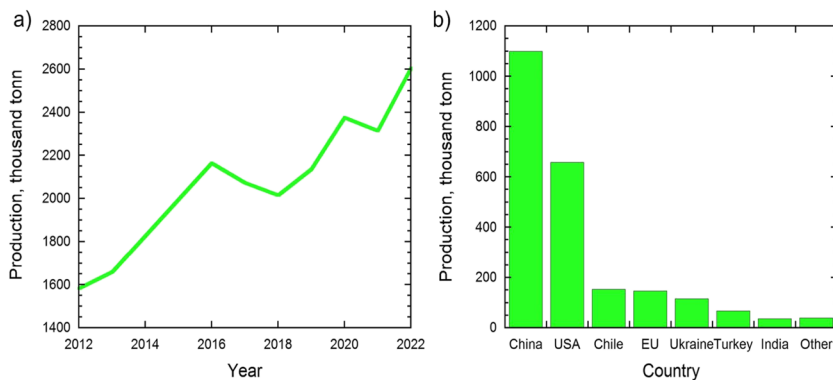 a)
Production, thousand tonn
2800
2600
2400
2200
2000
1800
1600
1400
2012 2014 2016 2018 2020 2022
Year
b)
Production, thousand tonn
1200
1000
800
600
400
200
0
China USA Chile EU Ukraine Turkey India Other
Country